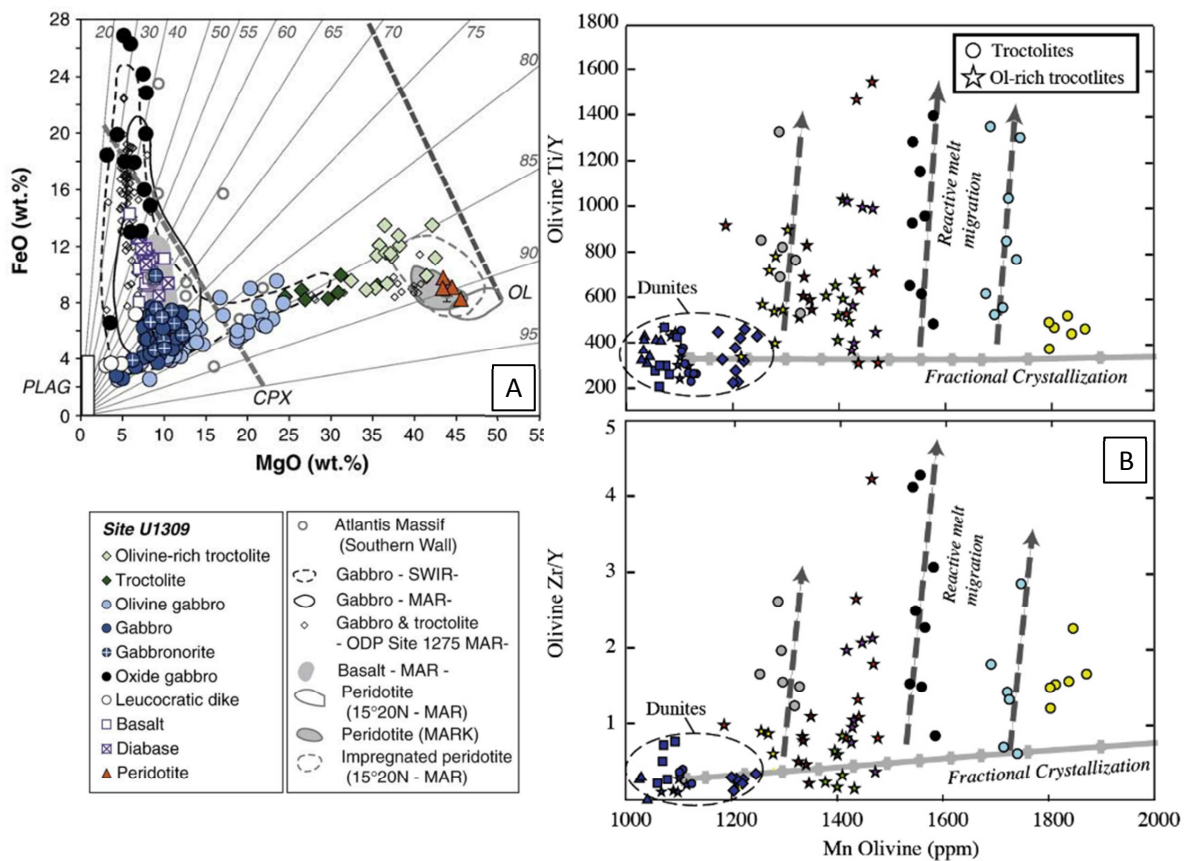 A
FeO (wt.%)
28
24
20
16
12
8
4
0
20
30
40
50
55
60
65
70
75
80
85
90
95
PLAG
CPX
OL
0
5
10
15
20
25
30
35
40
45
50
55
MgO (wt.%)
Site U1309
Olivine-rich troctolite
Troctolite
Olivine gabbro
Gabbro
Gabbronorite
Oxide gabbro
Leucocratic dike
Basalt
Diabase
Peridotite
Atlantis Massif
(Southern Wall)
Gabbro - SWIR-
Gabbro - MAR-
Gabbro & troctolite
- ODP Site 1275 MAR-
Basalt - MAR -
Peridotite
(15°20N - MAR)
Peridotite (MARK)
Impregnated peridotite
(15°20N - MAR)
Olivine Ti/Y
1800
1600
1400
1200
1000
800
600
400
200
Troctolites
Ol-rich trocotlites
Reactive melt
migration
Dunites
Fractional Crystallization
B
Olivine Zr/Y
5
4
3
2
1
0
Reactive melt
migration
Dunites
Fractional Crystallization
1000
1200
1400
1600
1800
2000
Mn Olivine (ppm)